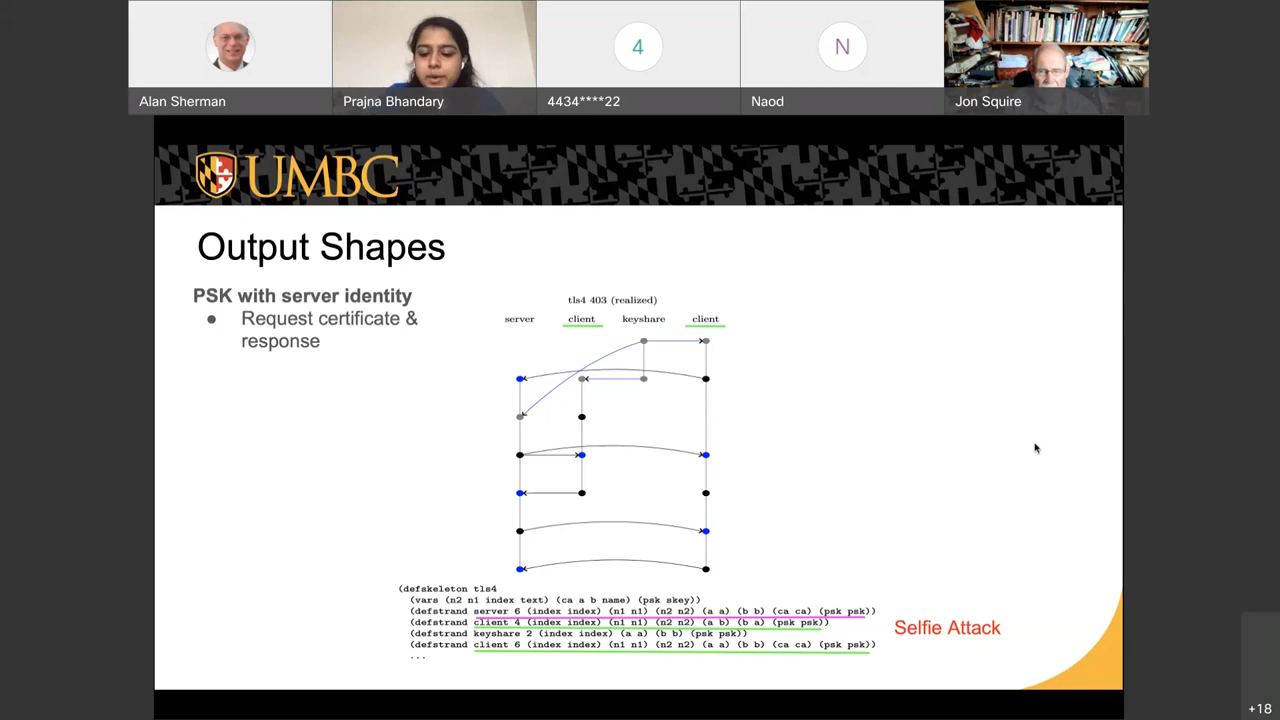 Alan Sherman
Prajna Bhandary
4
4434****22
N
Naod
Jon Squire
UMBC
Output Shapes
PSK with server identity
● Request certificate &
response
tls4 403 (realized)
server client keyshare client
(defskeleton tls4
(vars (n2 n1 index text) (ca a b name) (psk skey))
(defstrand server 6 (index index) (n1 n1) (n2 n2) (a a) (b b) (ca ca) (psk psk))
(defstrand client 4 (index index) (n1 n1) (n2 n2) (a b) (b a) (psk psk))
(defstrand keyshare 2 (index index) (a a) (b b) (psk psk))
(defstrand client 6 (index index) (n1 n1) (n2 n2) (a a) (b b) (ca ca) (psk psk))
...
Selfie Attack
+18